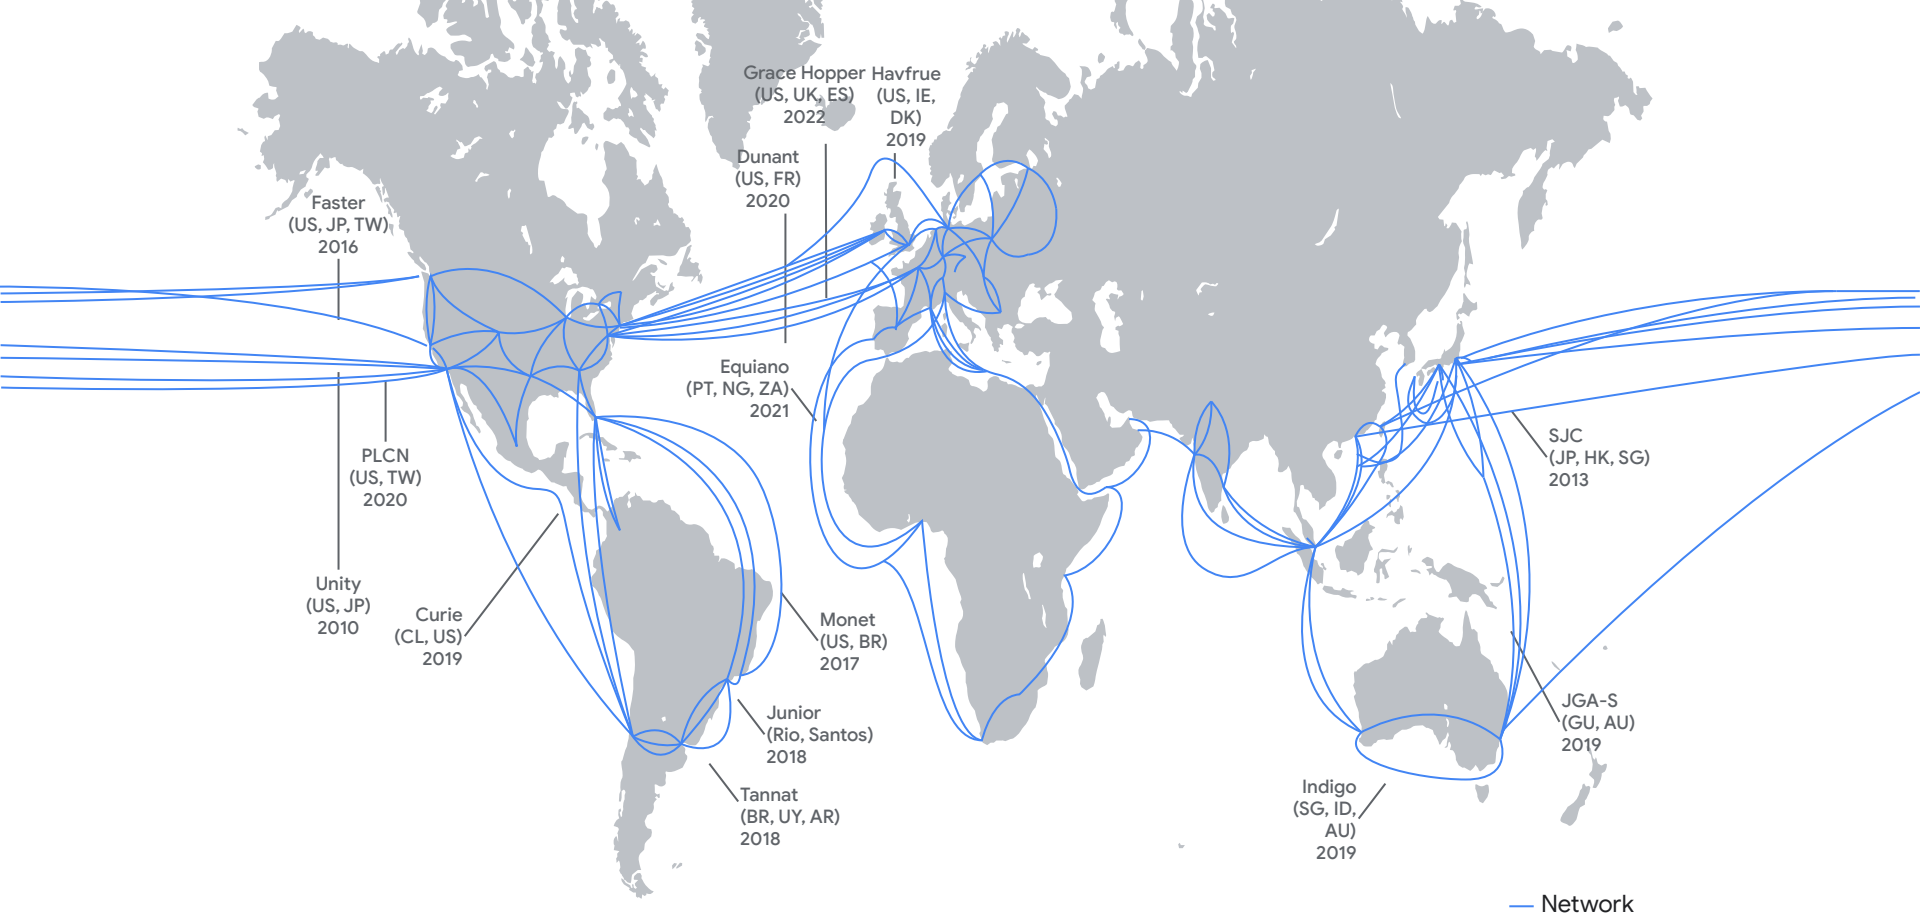 Grace Hopper
(US, UK, ES)
2022
Havfrue
(US, IE,
DK)
2019
Dunant
(US, FR)
2020
Faster
(US, JP, TW)
2016
Equiano
(PT, NG, ZA)
2021
PLCN
(US, TW)
2020
SJC
(JP, HK, SG)
2013
Unity
(US, JP)
2010
Curie
(CL, US)
2019
Monet
(US, BR)
2017
Junior
(Rio, Santos)
2018
JGA-S
(GU, AU)
2019
Tannat
(BR, UY, AR)
2018
Indigo
(SG, ID,
AU)
2019
Network